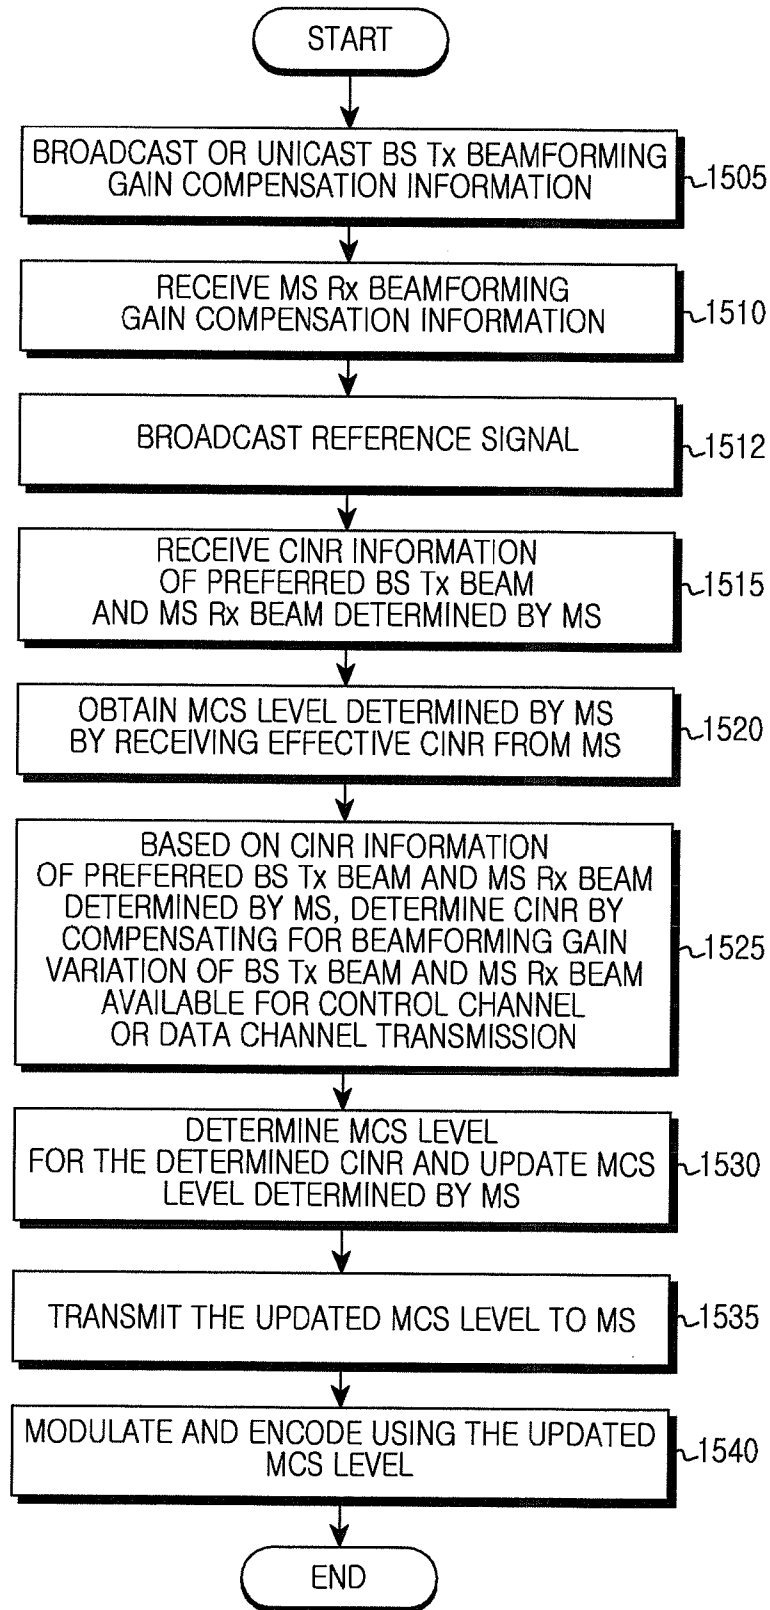 START
BROADCAST OR UNICAST BS Tx BEAMFORMING
GAIN COMPENSATION INFORMATION
1505
RECEIVE MS Rx BEAMFORMING
GAIN COMPENSATION INFORMATION
1510
BROADCAST REFERENCE SIGNAL
1512
RECEIVE CINR INFORMATION
OF PREFERRED BS Tx BEAM
AND MS Rx BEAM DETERMINED BY MS
1515
OBTAIN MCS LEVEL DETERMINED BY MS
BY RECEIVING EFFECTIVE CINR FROM MS
1520
BASED ON CINR INFORMATION
OF PREFERRED BS Tx BEAM AND MS Rx BEAM
DETERMINED BY MS, DETERMINE CINR BY
COMPENSATING FOR BEAMFORMING GAIN
VARIATION OF BS Tx BEAM AND MS Rx BEAM
AVAILABLE FOR CONTROL CHANNEL
OR DATA CHANNEL TRANSMISSION
1525
DETERMINE MCS LEVEL
FOR THE DETERMINED CINR AND UPDATE MCS
LEVEL DETERMINED BY MS
1530
TRANSMIT THE UPDATED MCS LEVEL TO MS
1535
MODULATE AND ENCODE USING THE UPDATED
MCS LEVEL
1540
END